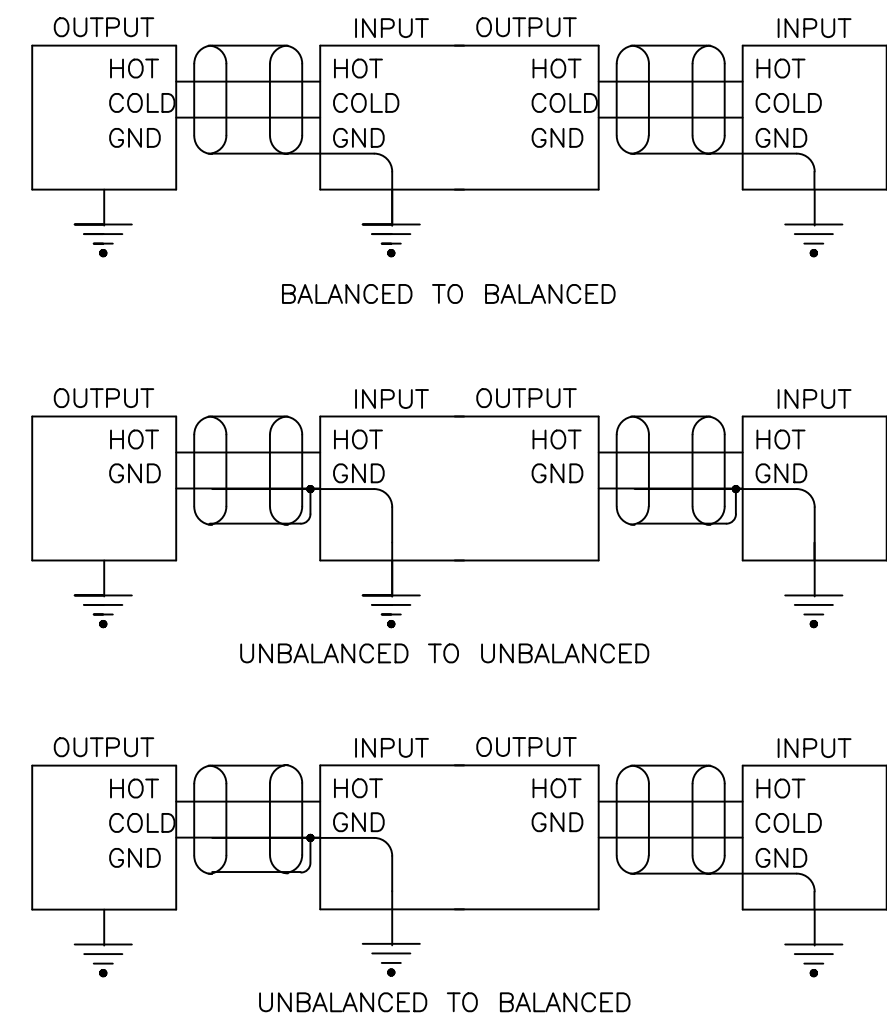 OUTPUT INPUT OUTPUT INPUT
HOT HOT HOT HOT
COLD COLD COLD COLD
GND GND GND GND
BALANCED TO BALANCED
OUTPUT INPUT OUTPUT INPUT
HOT HOT HOT HOT
GND GND GND GND
UNBALANCED TO UNBALANCED
OUTPUT INPUT OUTPUT INPUT
HOT HOT HOT HOT
COLD GND GND COLD
GND GND
UNBALANCED TO BALANCED